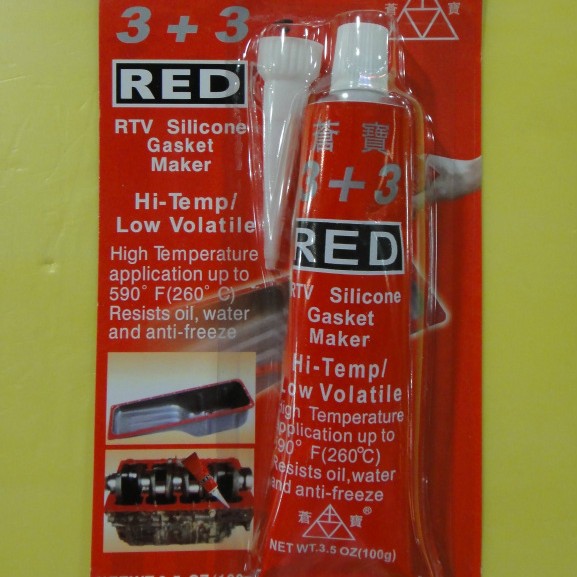 3 + 3
蒼 寶
RED
RTV Silicone
Gasket
Maker
Hi-Temp/
Low Volatile
High Temperature
application up to
590° F(260° C)
Resists oil, water
and anti-freeze
蒼 寶
3 + 3
RED
RTV Silicone
Gasket
Maker
Hi-Temp/
Low Volatile
High Temperature
application up to
590° F(260℃)
Resists oil,water
and anti-freeze
蒼 寶 ®
NET WT.3.5 OZ(100g)